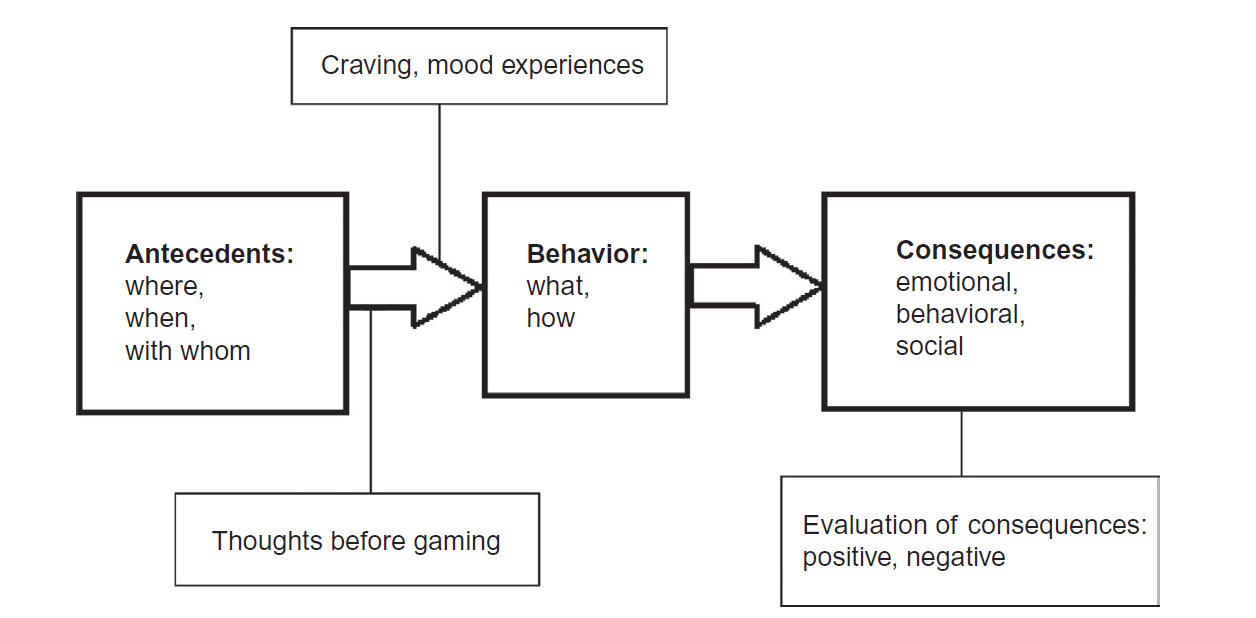 Craving, mood experiences
Antecedents:
where,
when,
with whom
Behavior:
what,
how
Consequences:
emotional,
behavioral,
social
Thoughts before gaming
Evaluation of consequences:
positive, negative